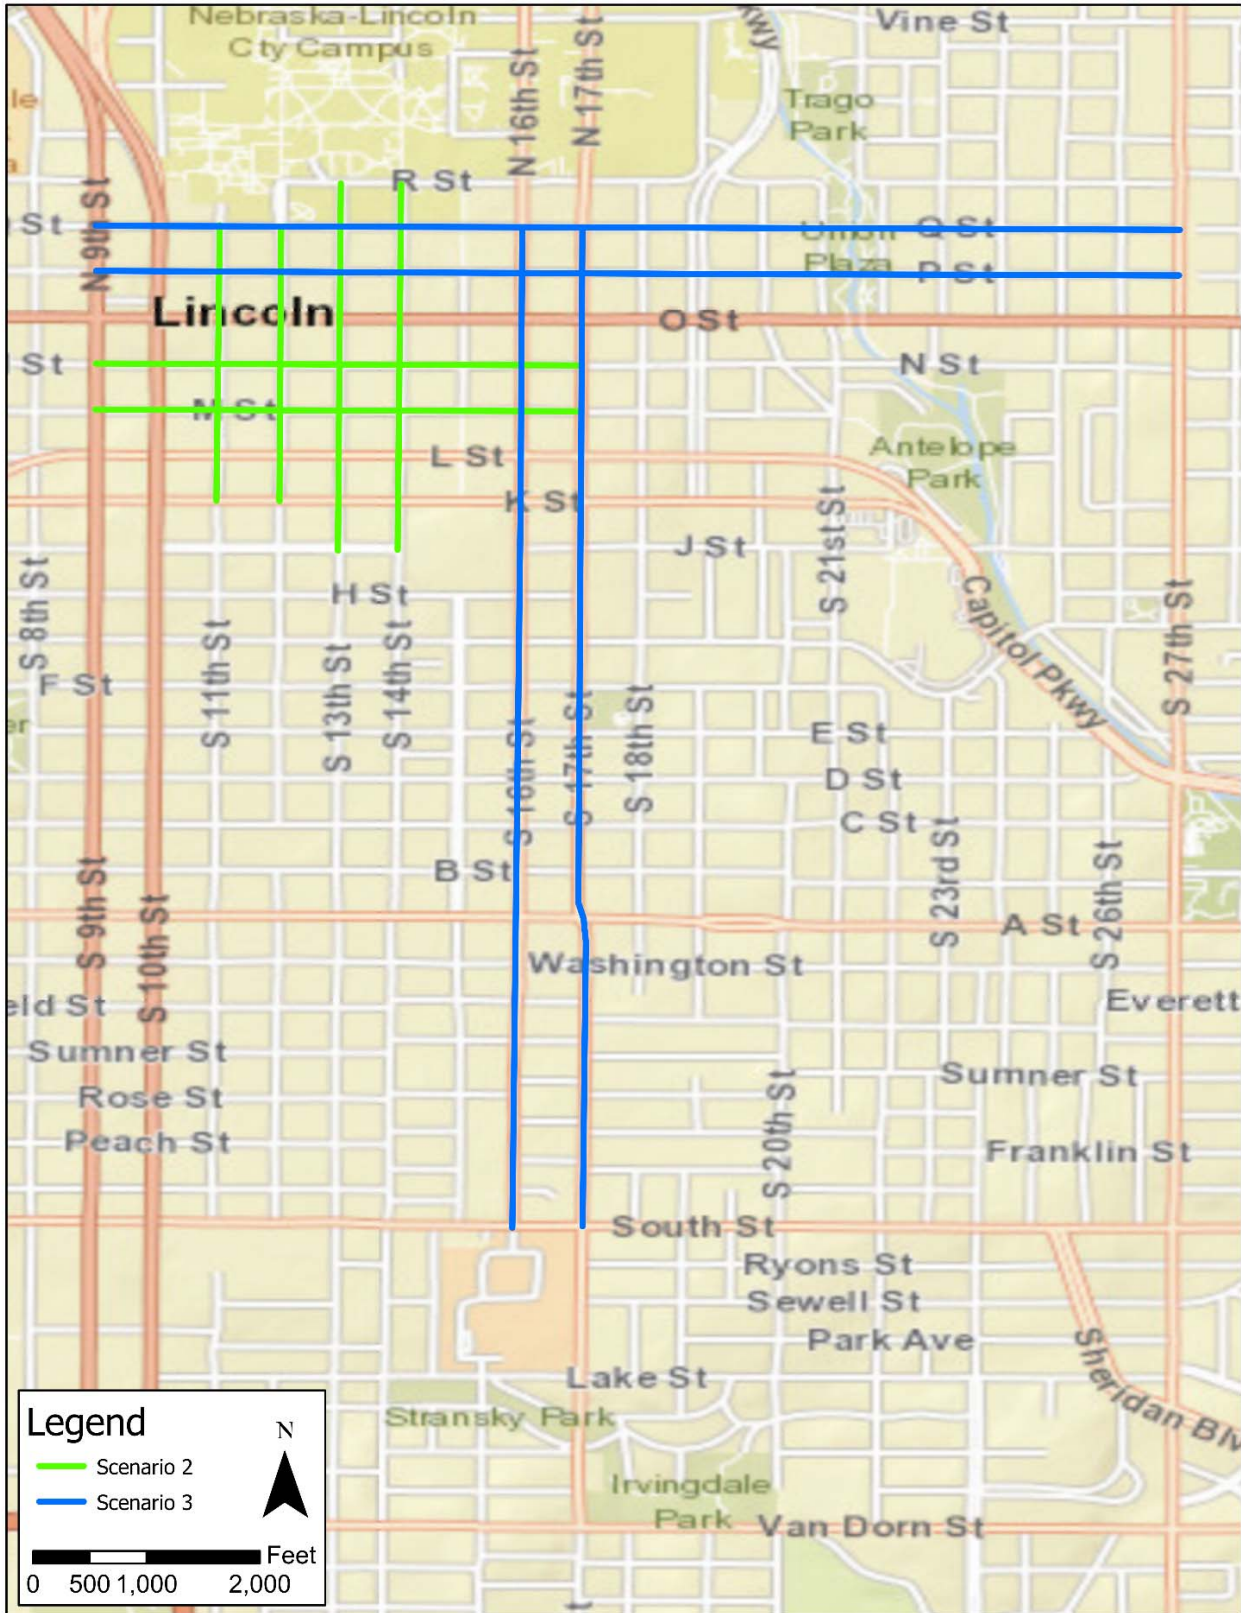 Nebraska-Lincoln
City Campus
Vine St
Pkwy
N 16th St
N 17th St
Trago
Park
R St
N 9th St
St
Union
Plaza
Q St
P St
Lincoln
O St
St
N St
M St
Antelope
Park
L St
K St
J St
S 21st St
H St
S 8th St
Capitol Pkwy
S 27th St
F St
S 11th St
S 13th St
S 14th St
S 16th St
S 17th St
S 18th St
E St
D St
C St
B St
S 23rd St
S 26th St
S 9th St
S 10th St
A St
Washington St
eld St
Everett
Sumner St
Sumner St
Rose St
Peach St
S 20th St
Franklin St
South St
Ryons St
Sewell St
Park Ave
Lake St
Sheridan Blv
Stransky Park
Irvingdale
Park
Van Dorn St
Legend
N
Scenario 2
Scenario 3
Feet
0 500 1,000 2,000